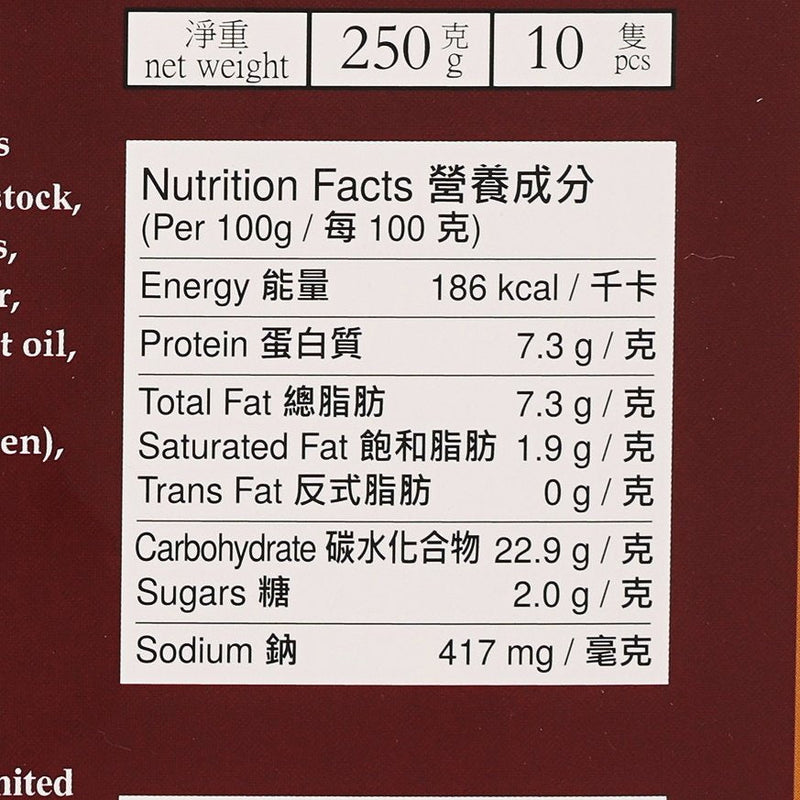 淨重
net weight
250 克 g
10 隻 pcs
stock,
t oil,
en),
Nutrition Facts 營養成分
(Per 100g / 每 100 克)
Energy 能量 186 kcal / 千卡
Protein 蛋白質 7.3 g / 克
Total Fat 總脂肪 7.3 g / 克
Saturated Fat 飽和脂肪 1.9 g / 克
Trans Fat 反式脂肪 0 g / 克
Carbohydrate 碳水化合物 22.9 g / 克
Sugars 糖 2.0 g / 克
Sodium 鈉 417 mg / 毫克